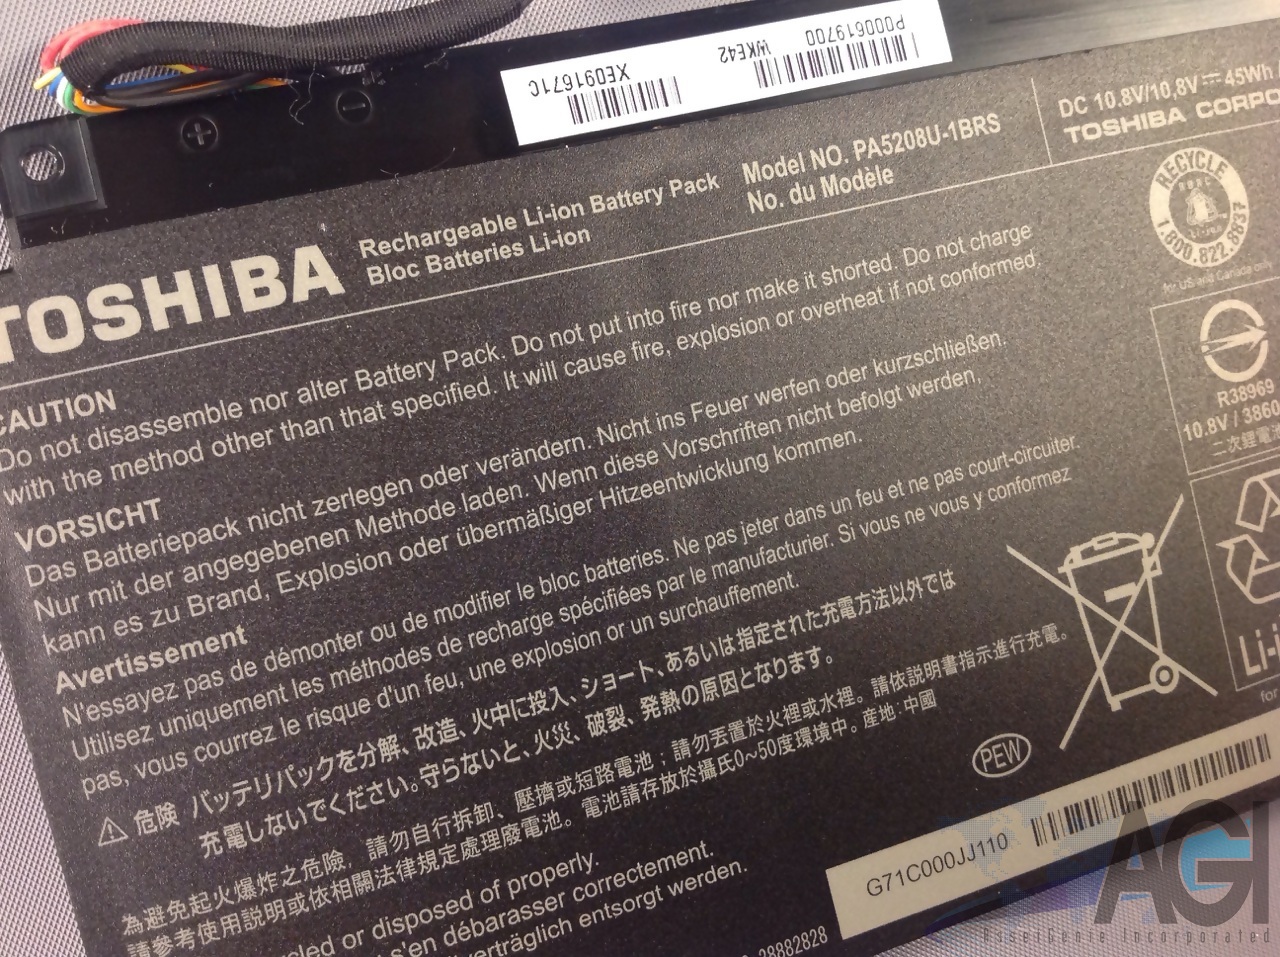 P000619700
WKE42
XE091671C
TOSHIBA
Rechargeable Li-ion Battery Pack
Bloc Batteries Li-ion
Model NO. PA5208U-1BRS
No. du Modèle
DC 10.8V/10,8V⎓45Wh
TOSHIBA
RECYCLE
1.800.822.8837
for US and Canada only
CAUTION
Do not disassemble nor alter Battery Pack. Do not put into fire nor make it shorted. Do not charge
with the method other than that specified. It will cause fire, explosion or overheat if not conformed.
VORSICHT
Das Batteriepack nicht zerlegen oder verändern. Nicht ins Feuer werfen oder kurzschließen.
Nur mit der angegebenen Methode laden. Wenn diese Vorschriften nicht befolgt werden,
kann es zu Brand, Explosion oder übermäßiger Hitzeentwicklung kommen.
Avertissement
N'essayez pas de démonter ou de modifier le bloc batteries. Ne pas jeter dans un feu et ne pas court-circuiter.
Utilisez uniquement les méthodes de recharge spécifiées par le manufacturier. Si vous ne vous y conformez
pas, vous courrez le risque d'un feu, une explosion or un surchauffement.
危険 バッテリパックを分解、改造、火中に投入、ショート、あるいは指定された充電方法以外では
充電しないでください。守らないと、火災、破裂、発熱の原因となります。
為避免起火爆炸之危險，請勿自行拆卸、壓擠或短路電池；請勿丟置於火裡或水裡。請依説明書指示進行充電。
請參考使用説明或依相關法律規定處理廢電池。電池請存放於攝氏0~50度環境中。産地:中國
R38969
10.8V / 3860
二次鋰電
Li-i
PEW
or disposed of properly.
s'en débarasser correctement.
entsorgt werden.
28882828
G71C000JJ110
AGI
AssetGenie Incorporated